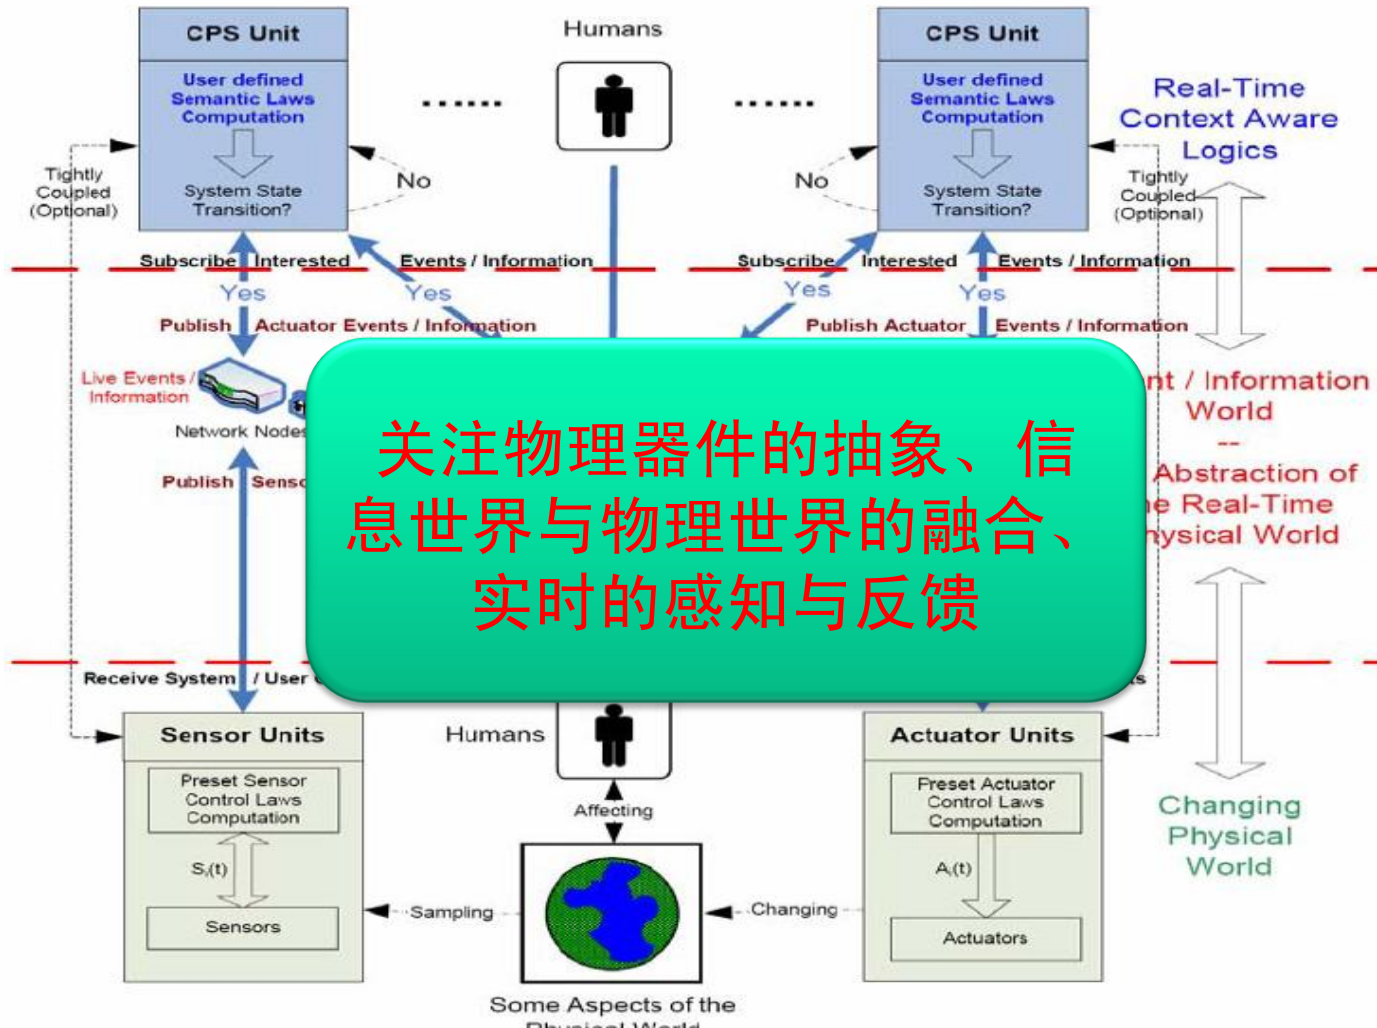 CPS Unit
Humans
CPS Unit
User defined
Semantic Laws
Computation
User defined
Semantic Laws
Computation
Real-Time
Context Aware
Logics
Tightly
Coupled
(Optional)
No
No
Tightly
Coupled
(Optional)
System State
Transition?
System State
Transition?
Subscribe Interested Events / Information
Subscribe Interested Events / Information
Yes
Yes
Yes
Yes
Publish Actuator Events / Information
Publish Actuator Events / Information
Live Events /
Information
Network Nodes
/ Information
World
--
Abstraction of
Real-Time
World
Publish
关注物理器件的抽象、信
息世界与物理世界的融合、
实时的感知与反馈
Receive System / User
Sensor Units
Humans
Actuator Units
Preset Sensor
Control Laws
Computation
Preset Actuator
Control Laws
Computation
Affecting
Changing
Physical
World
Sᵢ(t)
Aᵢ(t)
Sampling
Changing
Sensors
Actuators
Some Aspects of the
Physical World